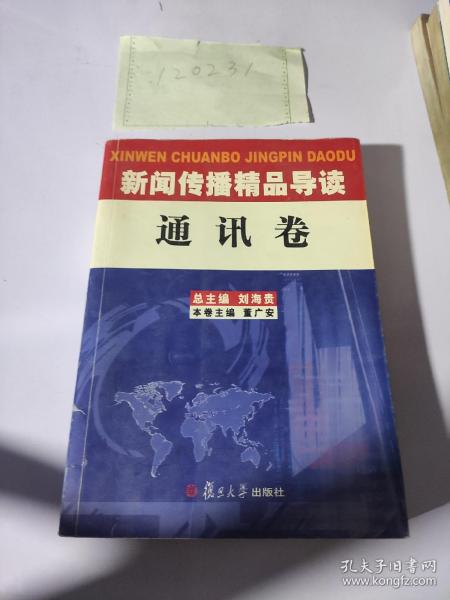 120231
XINWEN CHUANBO JINGPIN DAODU
新闻传播精品导读
通讯卷
总主编 刘海贵
本卷主编 董广安
復旦大学出版社
孔夫子旧书网
www.kongfz.com